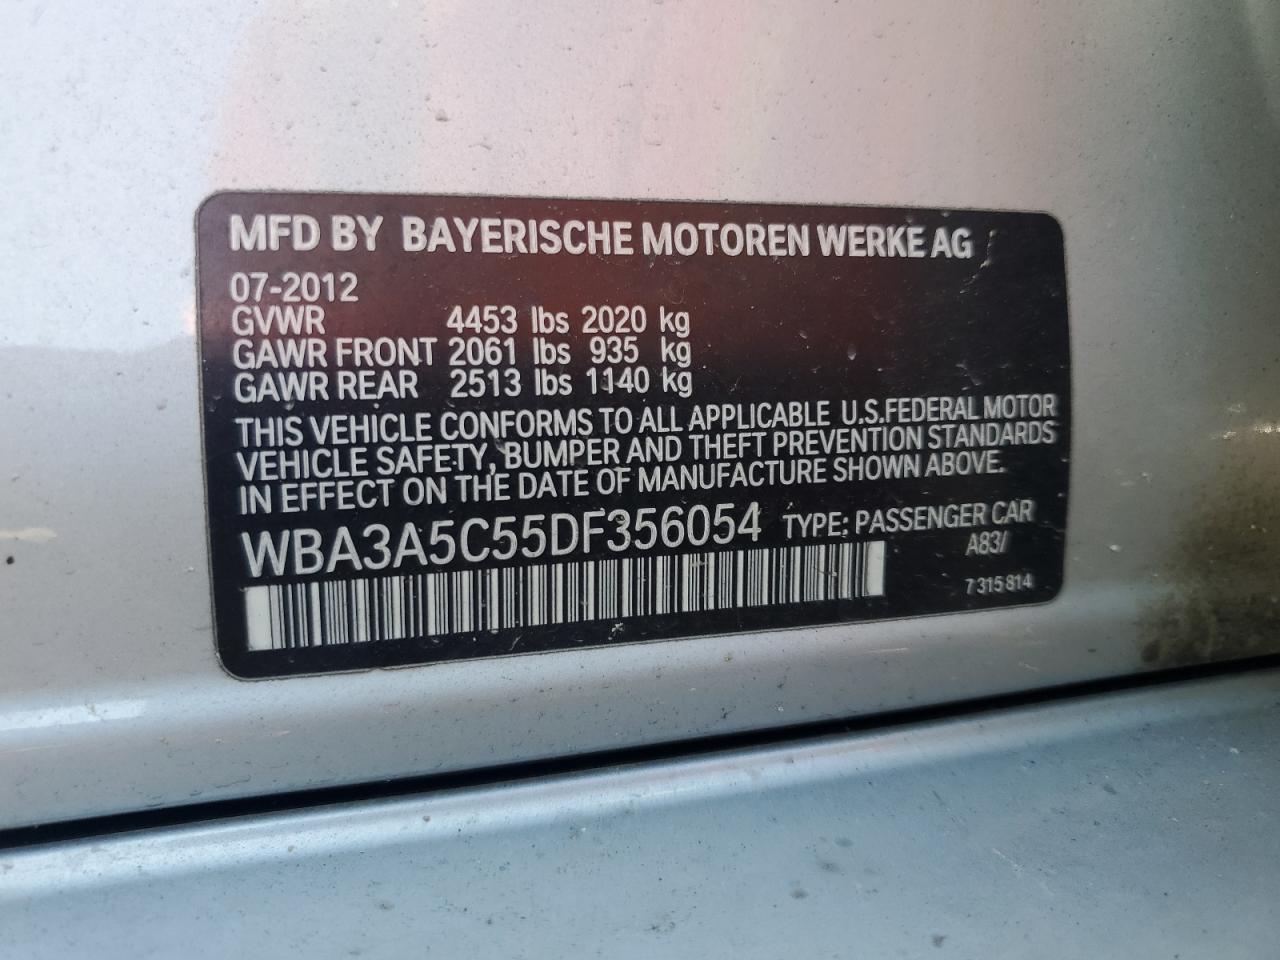 MFD BY BAYERISCHE MOTOREN WERKE AG
07-2012
GVWR 4453 lbs 2020 kg
GAWR FRONT 2061 lbs 935 kg
GAWR REAR 2513 lbs 1140 kg
THIS VEHICLE CONFORMS TO ALL APPLICABLE U.S.FEDERAL MOTOR
VEHICLE SAFETY, BUMPER AND THEFT PREVENTION STANDARDS
IN EFFECT ON THE DATE OF MANUFACTURE SHOWN ABOVE.
WBA3A5C55DF356054 TYPE: PASSENGER CAR
A83/
7 315 814